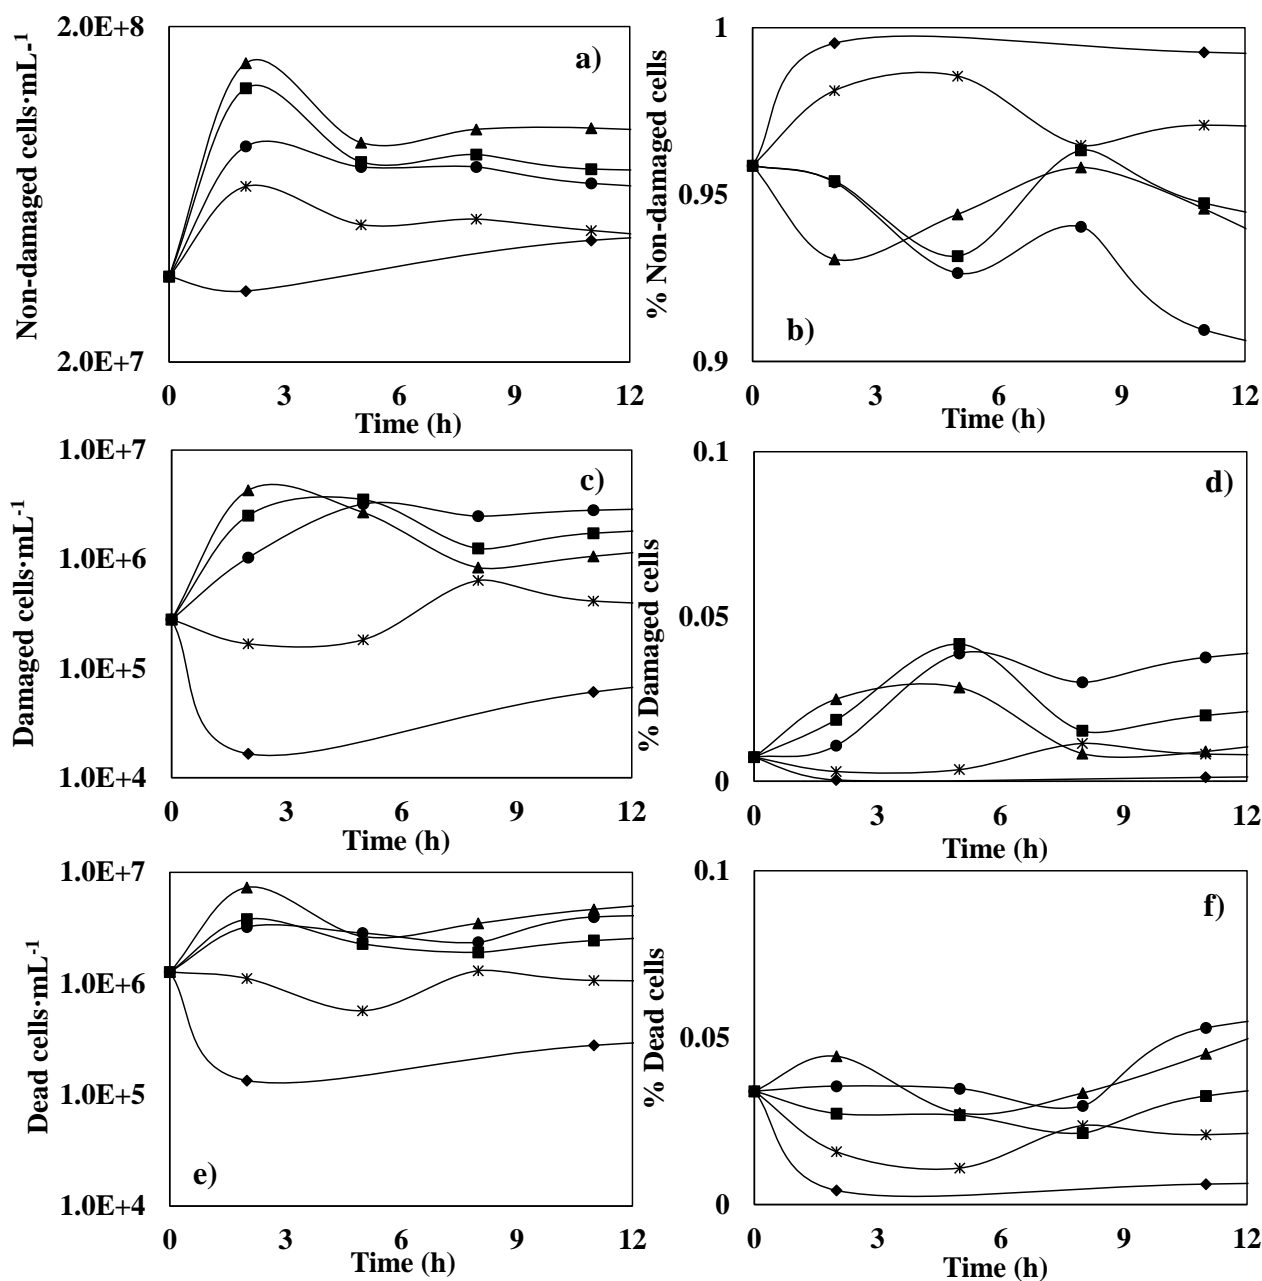 2.0E+8
a)
Non-damaged cells·mL-1
2.0E+7
0 3 6 9 12
Time (h)
1
% Non-damaged cells
0.95
b)
0.9
0 3 6 9 12
Time (h)
1.0E+7
c)
Damaged cells·mL-1
1.0E+6
1.0E+5
1.0E+4
0 3 6 9 12
Time (h)
0.1
d)
% Damaged cells
0.05
0
0 3 6 9 12
Time (h)
1.0E+7
Dead cells·mL-1
1.0E+6
1.0E+5
e)
1.0E+4
0 3 6 9 12
Time (h)
0.1
f)
% Dead cells
0.05
0
0 3 6 9 12
Time (h)